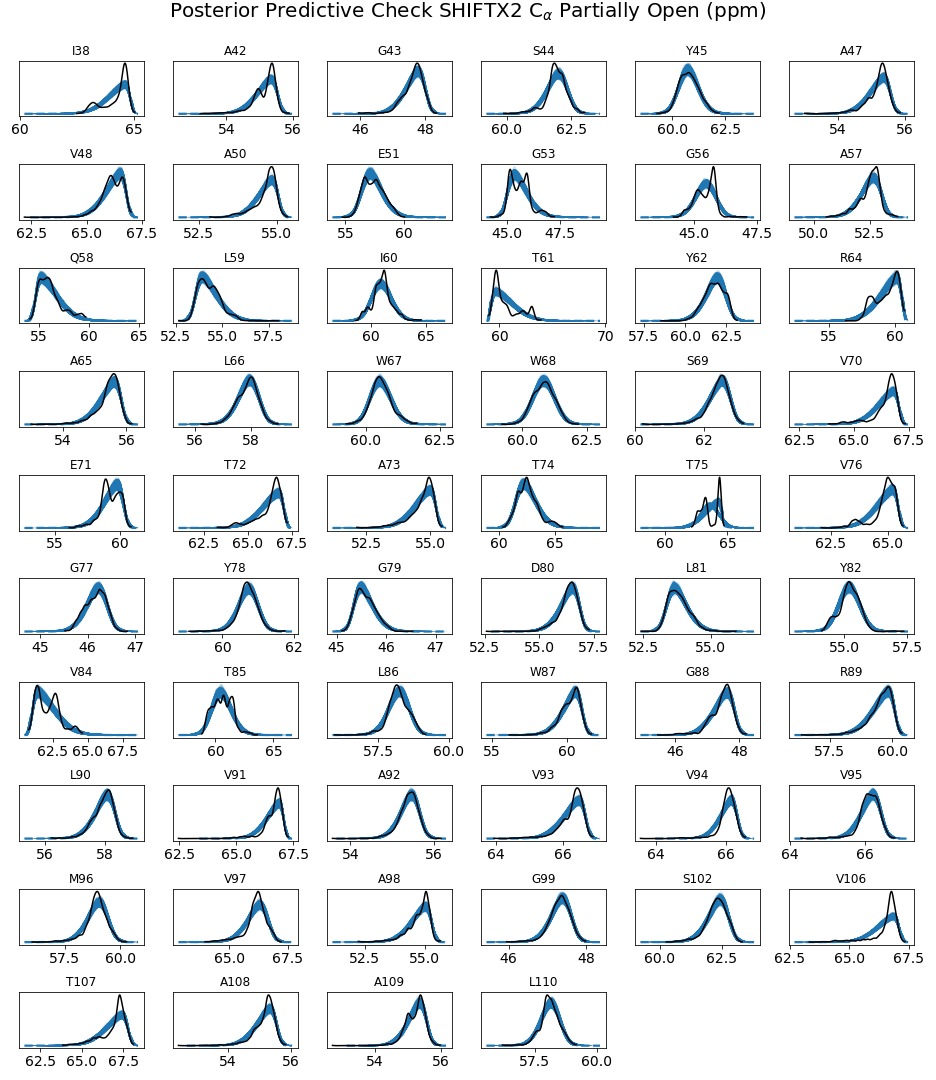 Posterior Predictive Check SHIFTX2 Cα Partially Open (ppm)
I38 A42 G43 S44 Y45 A47
60 65 54 56 46 48 60.0 62.5 60.0 62.5 54 56
V48 A50 E51 G53 G56 A57
62.5 65.0 67.5 52.5 55.0 55 60 45.0 47.5 45.0 47.5 50.0 52.5
Q58 L59 I60 T61 Y62 R64
55 60 65 52.5 55.0 57.5 60 65 60 70 57.5 60.0 62.5 55 60
A65 L66 W67 W68 S69 V70
54 56 56 58 60.0 62.5 60.0 62.5 60 62 62.5 65.0 67.5
E71 T72 A73 T74 T75 V76
55 60 62.5 65.0 67.5 52.5 55.0 60 65 60 65 62.5 65.0
G77 Y78 G79 D80 L81 Y82
45 46 47 60 62 45 46 47 52.5 55.0 57.5 52.5 55.0 55.0 57.5
V84 T85 L86 W87 G88 R89
62.5 65.0 67.5 60 65 57.5 60.0 55 60 46 48 57.5 60.0
L90 V91 A92 V93 V94 V95
56 58 62.5 65.0 67.5 54 56 64 66 64 66 64 66
M96 V97 A98 G99 S102 V106
57.5 60.0 65.0 67.5 52.5 55.0 46 48 60.0 62.5 62.5 65.0 67.5
T107 A108 A109 L110
62.5 65.0 67.5 54 56 54 56 57.5 60.0